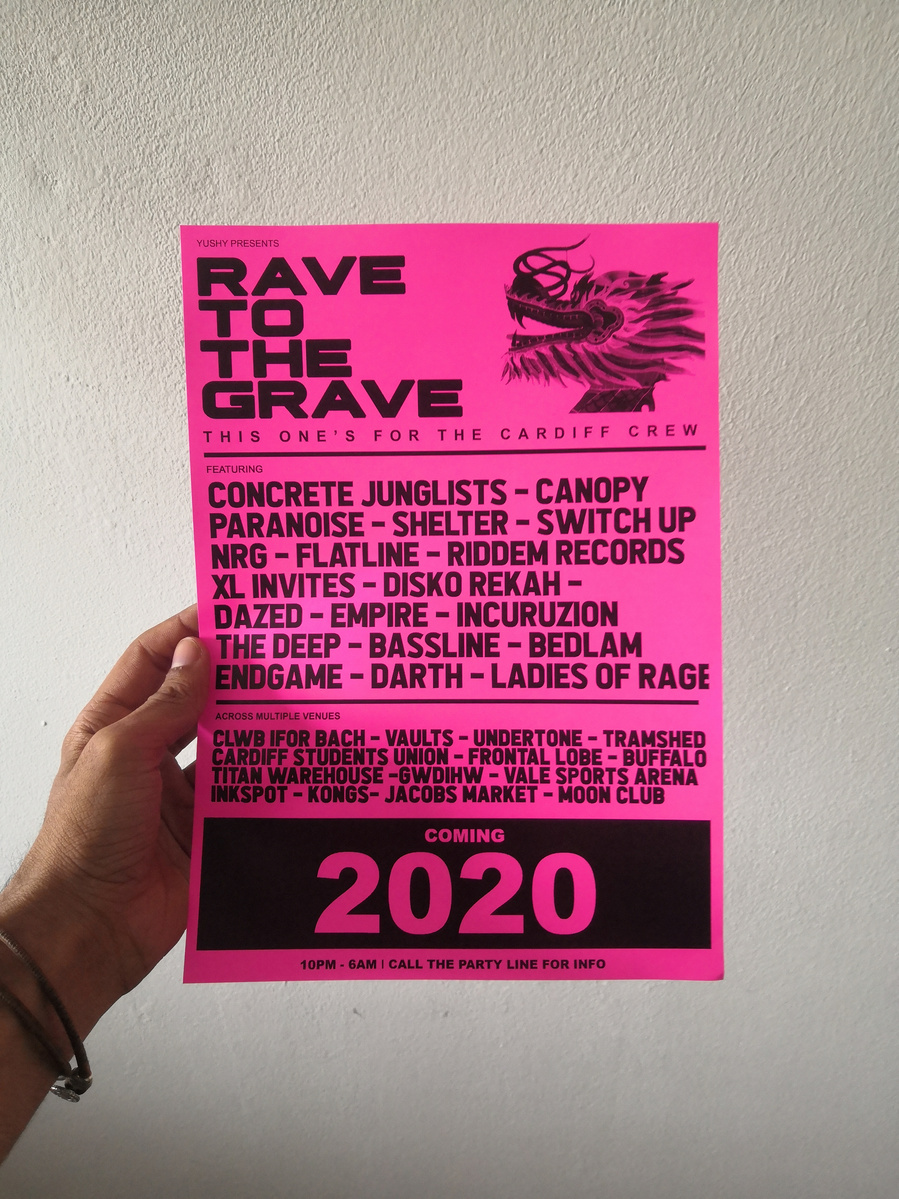 YUSHY PRESENTS
RAVE
TO
THE
GRAVE
THIS ONE'S FOR THE CARDIFF CREW
FEATURING
CONCRETE JUNGLISTS - CANOPY
PARANOISE - SHELTER - SWITCH UP
NRG - FLATLINE - RIDDEM RECORDS
XL INVITES - DISKO REKAH -
DAZED - EMPIRE - INCURUZION
THE DEEP - BASSLINE - BEDLAM
ENDGAME - DARTH - LADIES OF RAGE
ACROSS MULTIPLE VENUES
CLWB IFOR BACH - VAULTS - UNDERTONE - TRAMSHED
CARDIFF STUDENTS UNION - FRONTAL LOBE - BUFFALO
TITAN WAREHOUSE -GWDIHW - VALE SPORTS ARENA
INKSPOT - KONGS- JACOBS MARKET - MOON CLUB
COMING
2020
10PM - 6AM | CALL THE PARTY LINE FOR INFO